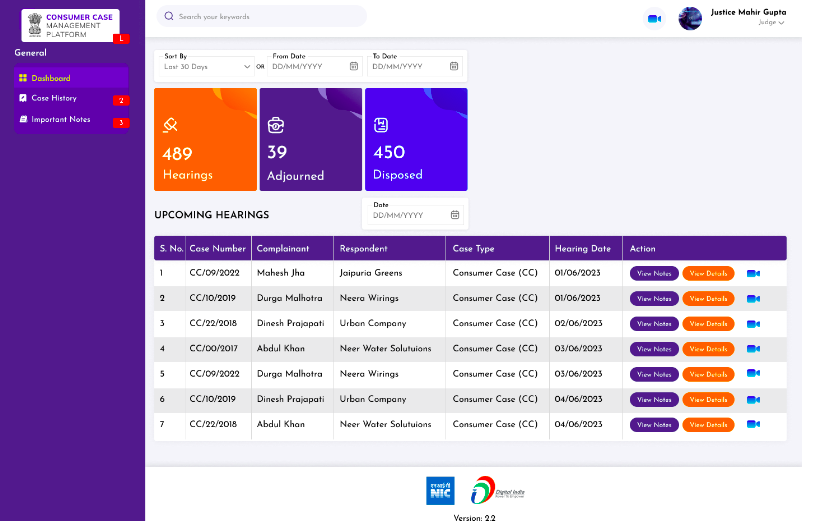 CONSUMER CASE
MANAGEMENT
PLATFORM
L
General
Dashboard
Case History
2
Important Notes
3
Search your keywords
Justice Mahir Gupta
Judge
Sort By
Last 30 Days
OR
From Date
DD/MM/YYYY
To Date
DD/MM/YYYY
489
Hearings
39
Adjourned
450
Disposed
UPCOMING HEARINGS
Date
DD/MM/YYYY
S. No. Case Number Complainant Respondent Case Type Hearing Date Action
1 CC/09/2022 Mahesh Jha Jaipuria Greens Consumer Case (CC) 01/06/2023 View Notes View Details
2 CC/10/2019 Durga Malhotra Neera Wirings Consumer Case (CC) 01/06/2023 View Notes View Details
3 CC/22/2018 Dinesh Prajapati Urban Company Consumer Case (CC) 02/06/2023 View Notes View Details
4 CC/00/2017 Abdul Khan Neer Water Solutuions Consumer Case (CC) 03/06/2023 View Notes View Details
5 CC/09/2022 Durga Malhotra Neera Wirings Consumer Case (CC) 03/06/2023 View Notes View Details
6 CC/10/2019 Dinesh Prajapati Urban Company Consumer Case (CC) 04/06/2023 View Notes View Details
7 CC/22/2018 Abdul Khan Neer Water Solutuions Consumer Case (CC) 04/06/2023 View Notes View Details
NIC
Digital India
Version: 2.2